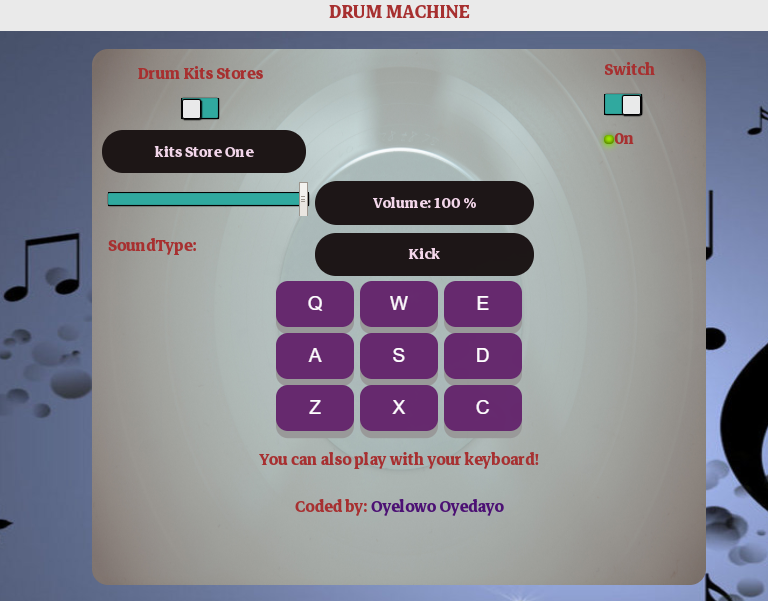 DRUM MACHINE
Drum Kits Stores
Switch
On
kits Store One
Volume: 100 %
SoundType:
Kick
Q W E
A S D
Z X C
You can also play with your keyboard!
Coded by: Oyelowo Oyedayo